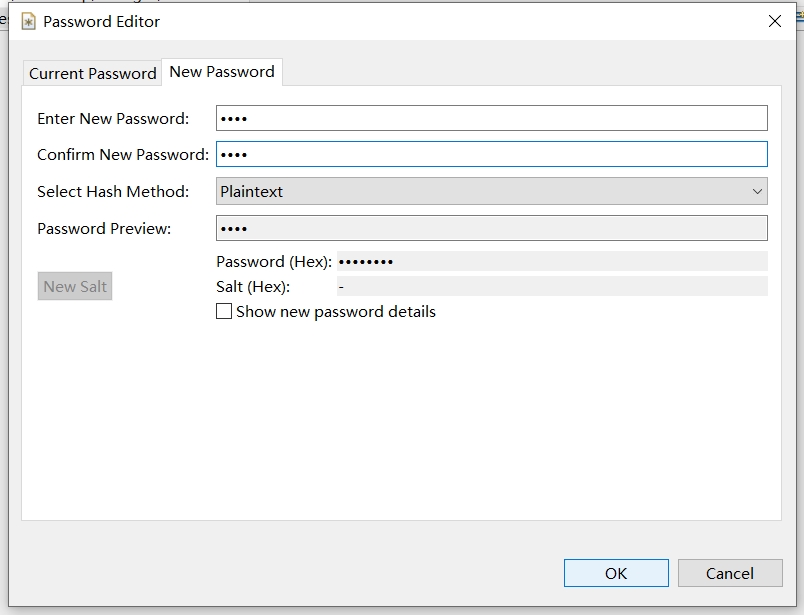 Password Editor
Current Password
New Password
Enter New Password: ••••
Confirm New Password: ••••
Select Hash Method: Plaintext
Password Preview: ••••
Password (Hex): ••••••••
New Salt
Salt (Hex): -
Show new password details
OK
Cancel